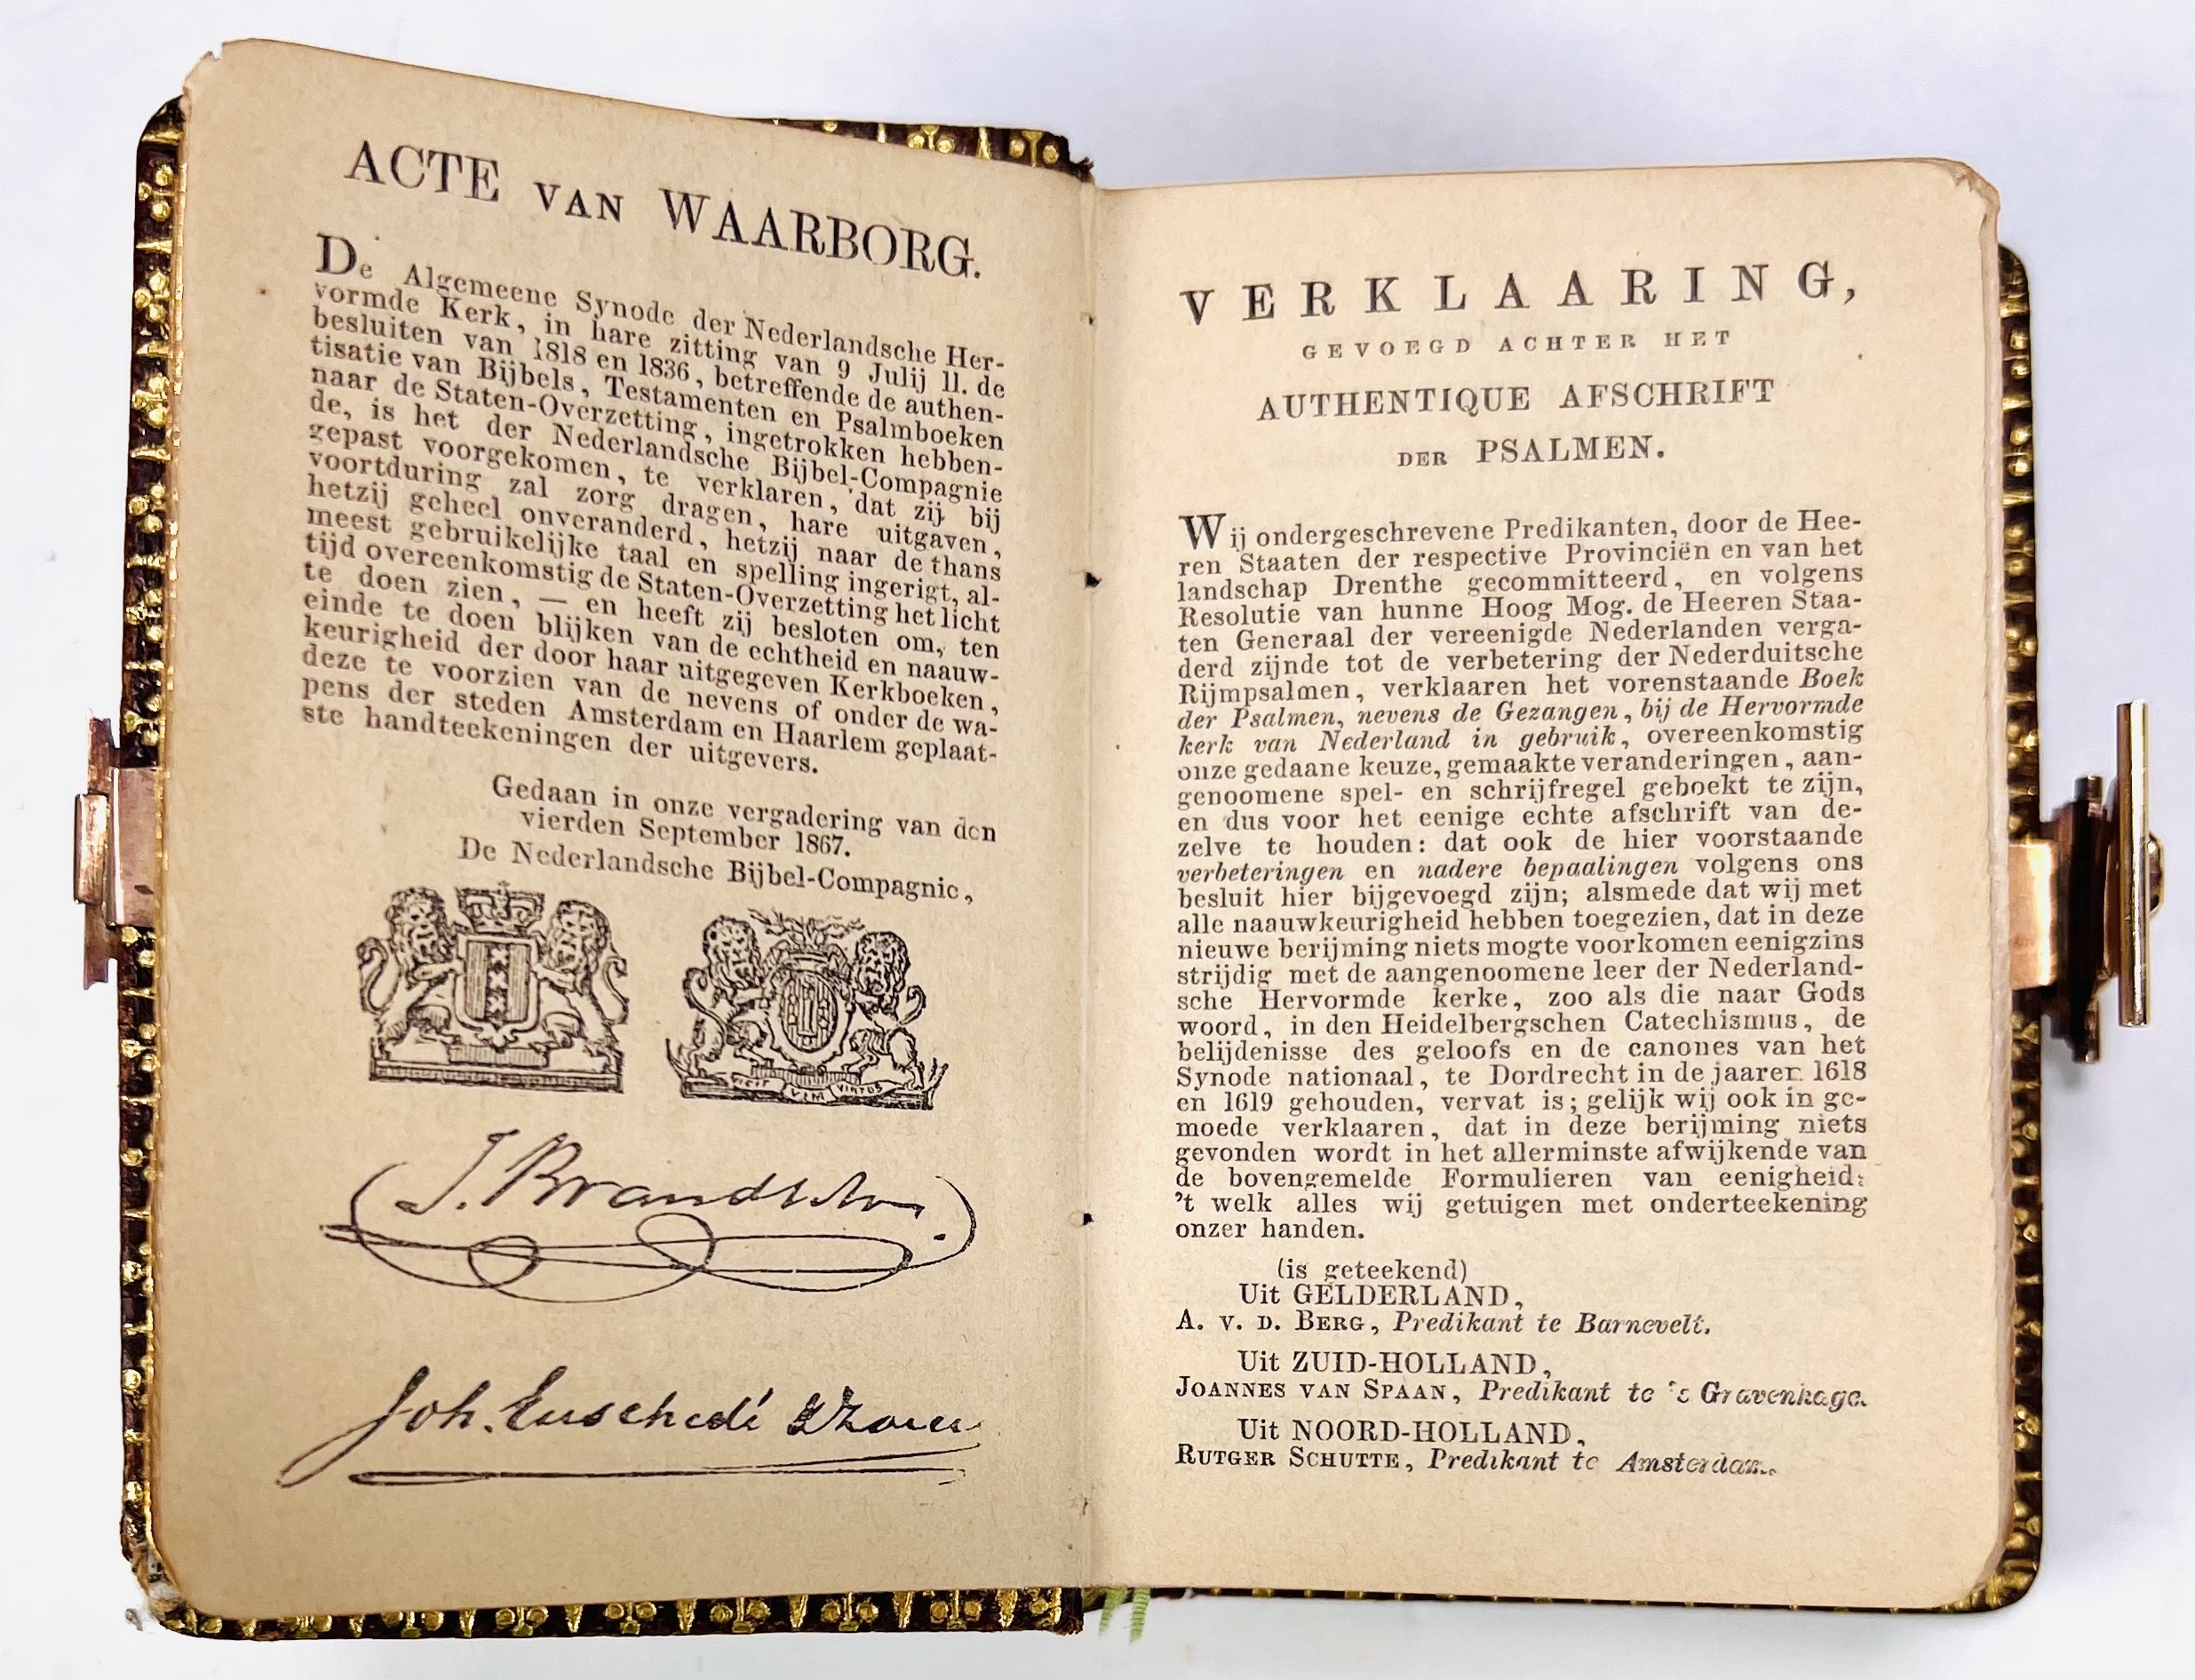 ACTE VAN WAARBORG.
De Algemeene Synode der Nederlandsche Her-
vormde Kerk, in hare zitting van 9 Julij ll. de
besluiten van 1818 en 1836, betreffende de authen-
tisatie van Bijbels, Testamenten en Psalmboeken
naar de Staten-Overzetting, ingetrokken hebben-
de, is het der Nederlandsche Bijbel-Compagnie
gepast voorgekomen, te verklaren, dat zij bij
voortduring zal zorg dragen, hare uitgaven,
hetzij geheel onveranderd, hetzij naar de thans
meest gebruikelijke taal en spelling ingerigt, al-
tijd overeenkomstig de Staten-Overzetting het licht
te doen zien, — en heeft zij besloten om, ten
einde te doen blijken van de echtheid en naauw-
keurigheid der door haar uitgegeven Kerkboeken,
deze te voorzien van de nevens of onder de wa-
pens der steden Amsterdam en Haarlem geplaat-
ste handteekeningen der uitgevers.
Gedaan in onze vergadering van den
vierden September 1867.
De Nederlandsche Bijbel-Compagnie,
VICIT VIM VIRTUS
J. Brandt
Joh. Enschedé Zonen
VERKLAARING,
GEVOEGD ACHTER HET
AUTHENTIQUE AFSCHRIFT
DER PSALMEN.
Wij ondergeschrevene Predikanten, door de Hee-
ren Staaten der respective Provinciën en van het
landschap Drenthe gecommitteerd, en volgens
Resolutie van hunne Hoog Mog. de Heeren Staa-
ten Generaal der vereenigde Nederlanden verga-
derd zijnde tot de verbetering der Nederduitsche
Rijmpsalmen, verklaaren het vorenstaande Boek
der Psalmen, nevens de Gezangen, bij de Hervormde
kerk van Nederland in gebruik, overeenkomstig
onze gedaane keuze, gemaakte veranderingen, aan-
genoomene spel- en schrijfregel geboekt te zijn,
en dus voor het eenige echte afschrift van de-
zelve te houden: dat ook de hier voorstaande
verbeteringen en nadere bepaalingen volgens ons
besluit hier bijgevoegd zijn; alsmede dat wij met
alle naauwkeurigheid hebben toegezien, dat in deze
nieuwe berijming niets mogte voorkomen eenigzins
strijdig met de aangenoomene leer der Nederland-
sche Hervormde kerke, zoo als die naar Gods
woord, in den Heidelbergschen Catechismus, de
belijdenisse des geloofs en de canones van het
Synode nationaal, te Dordrecht in de jaaren 1618
en 1619 gehouden, vervat is; gelijk wij ook in ge-
moede verklaaren, dat in deze berijming niets
gevonden wordt in het allerminste afwijkende van
de bovengemelde Formulieren van eenigheid:
't welk alles wij getuigen met onderteekening
onzer handen.
(is geteekend)
Uit GELDERLAND,
A. V. D. BERG, Predikant te Barnevelt.
Uit ZUID-HOLLAND,
JOANNES VAN SPAAN, Predikant te 's Gravenhage.
Uit NOORD-HOLLAND,
RUTGER SCHUTTE, Predikant te Amsterdam.